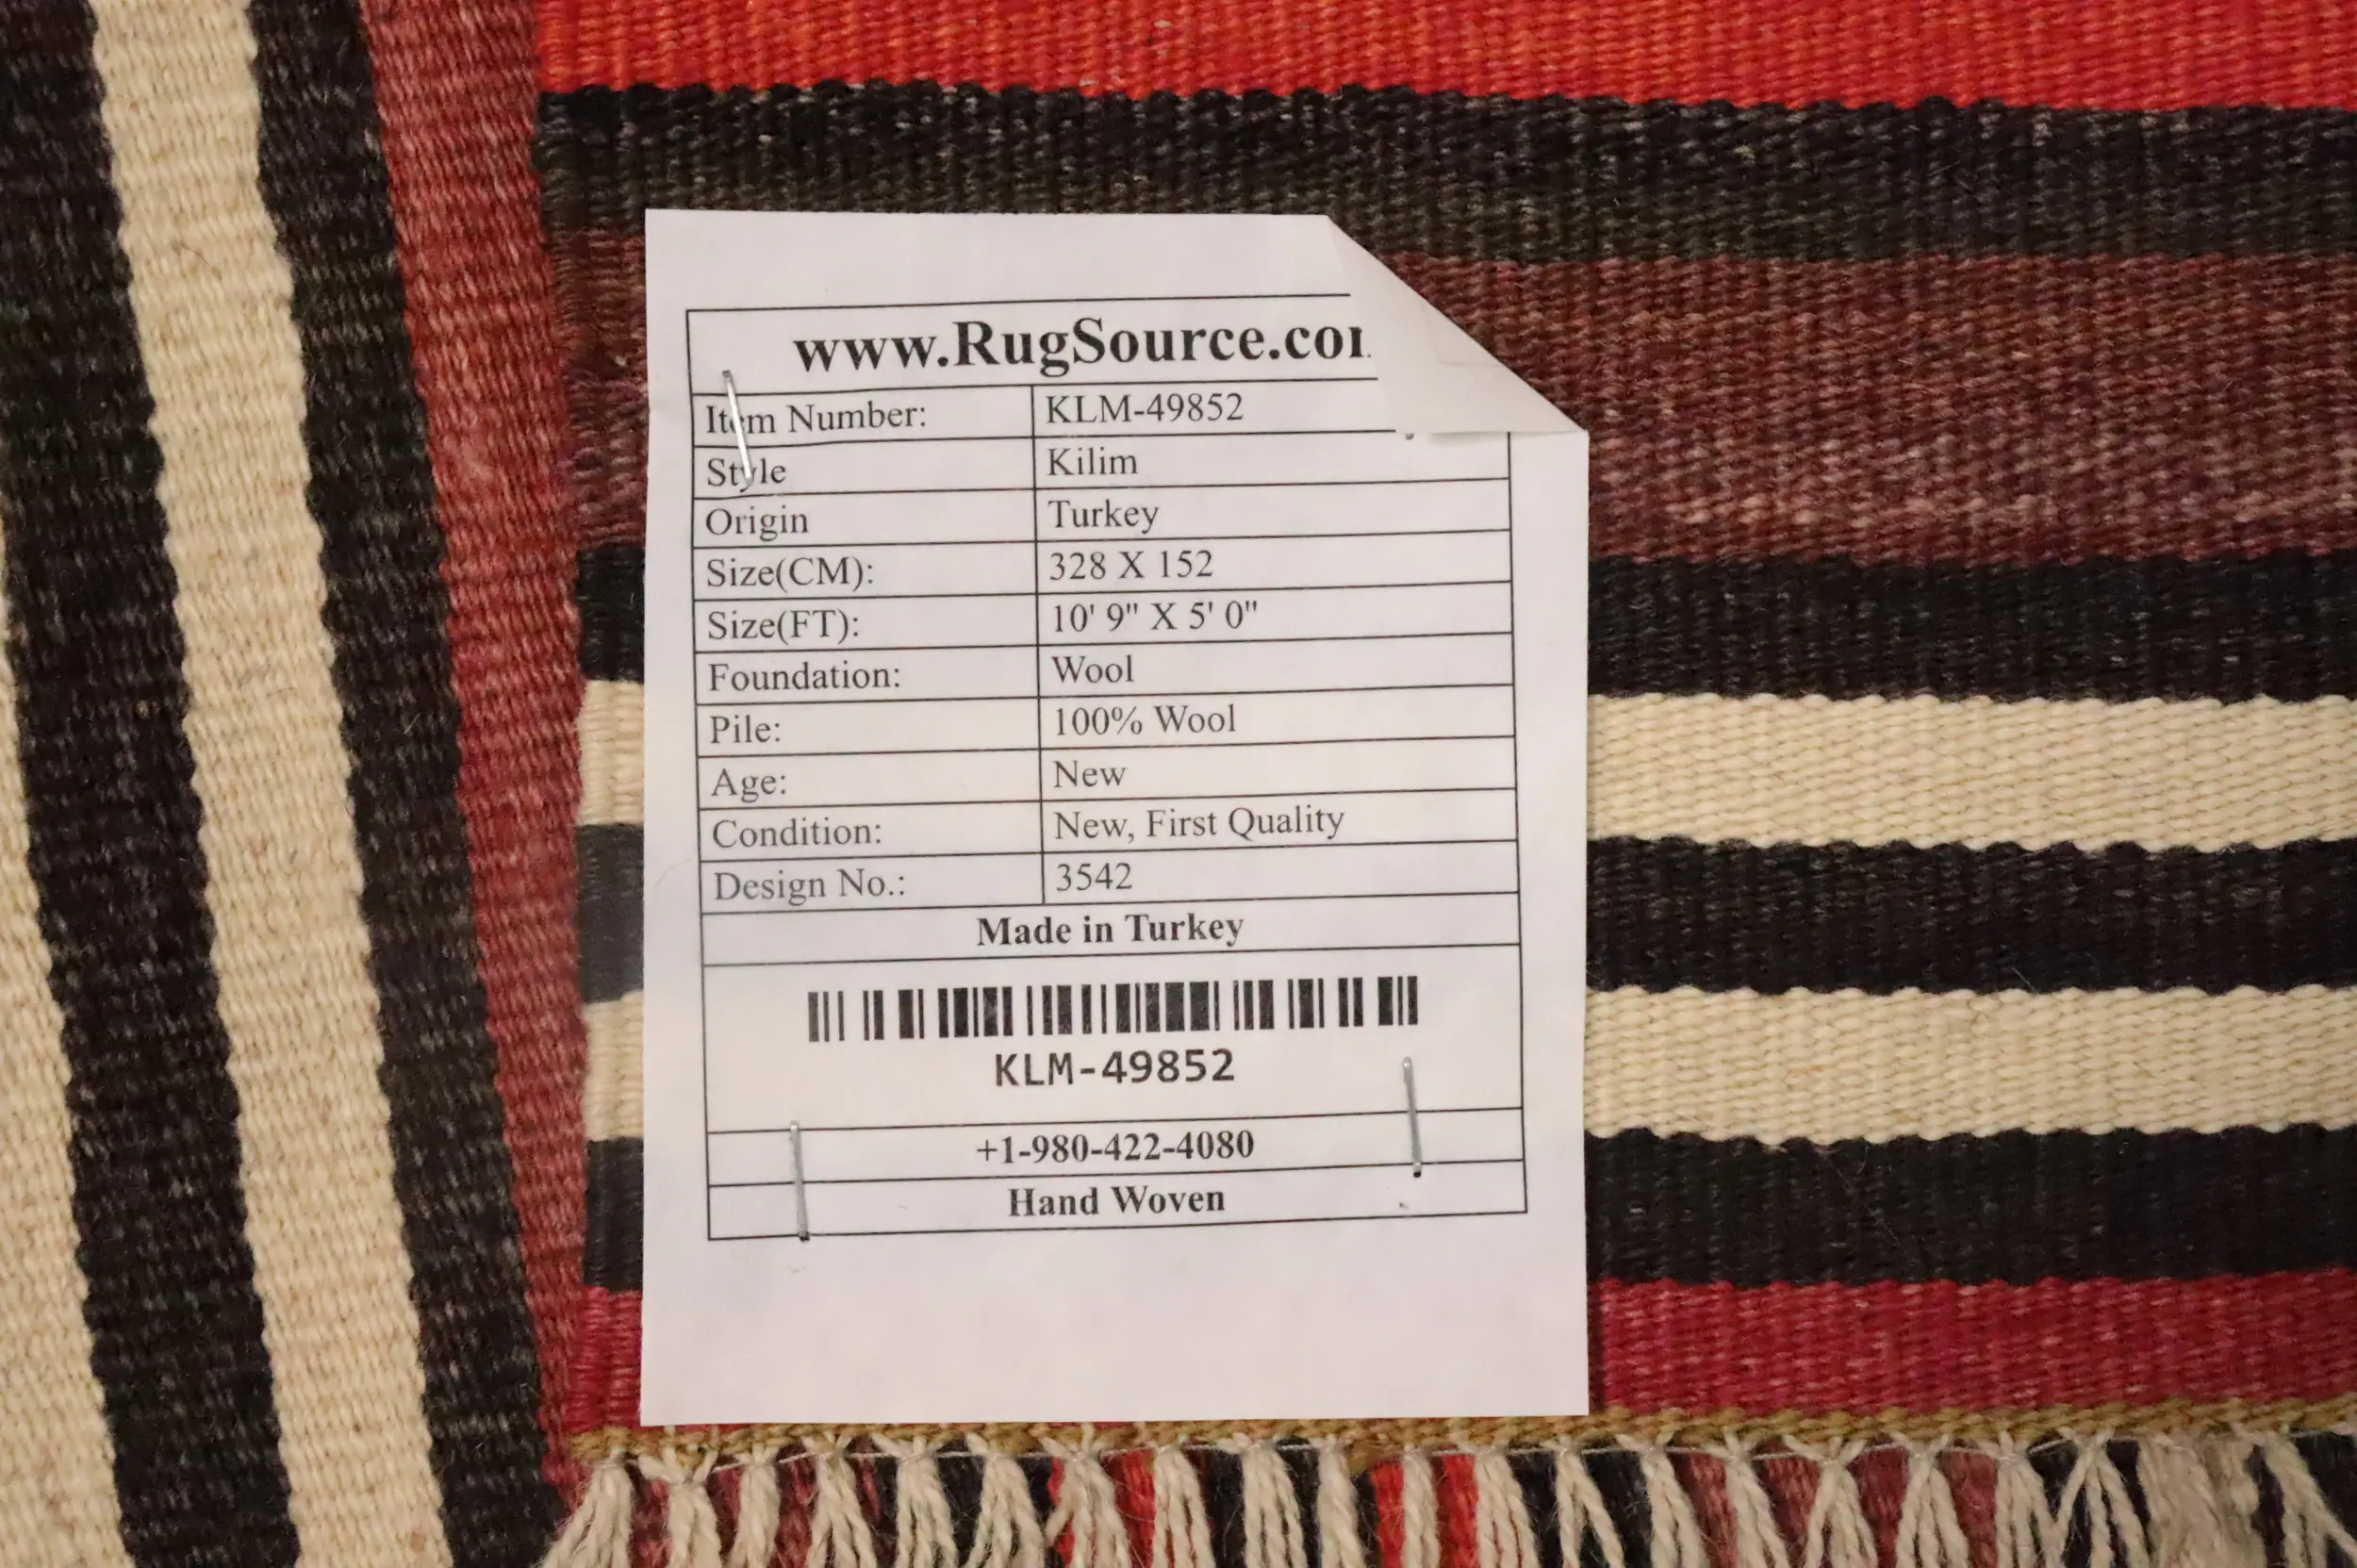 www.RugSource.co
Item Number: KLM-49852
Style Kilim
Origin Turkey
Size(CM): 328 X 152
Size(FT): 10' 9" X 5' 0"
Foundation: Wool
Pile: 100% Wool
Age: New
Condition: New, First Quality
Design No.: 3542
Made in Turkey
KLM-49852
+1-980-422-4080
Hand Woven